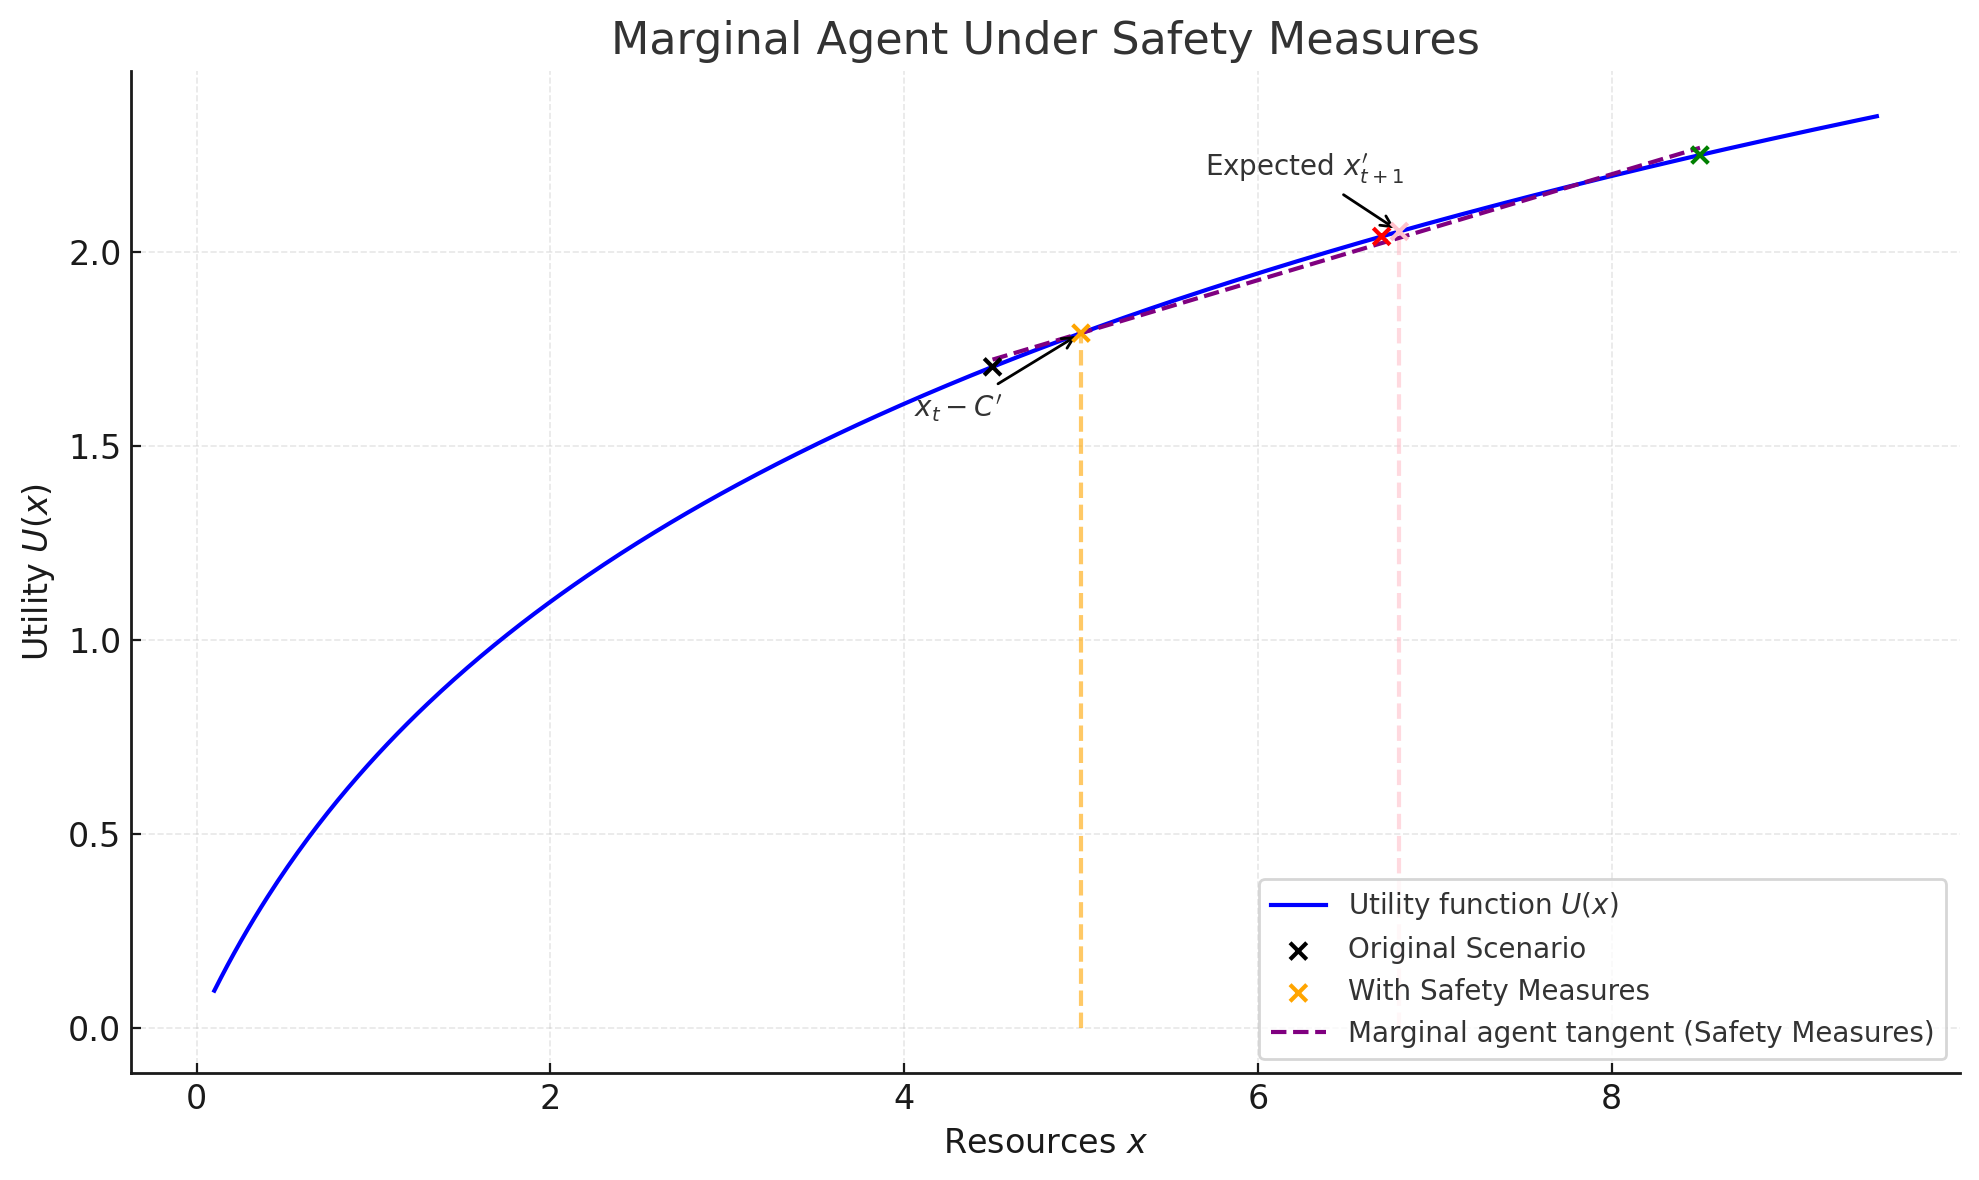 Marginal Agent Under Safety Measures
Expected x′ₜ₊₁
xₜ − C′
Utility U(x)
2.0
1.5
1.0
0.5
0.0
0 2 4 6 8
Resources x
Utility function U(x)
Original Scenario
With Safety Measures
Marginal agent tangent (Safety Measures)